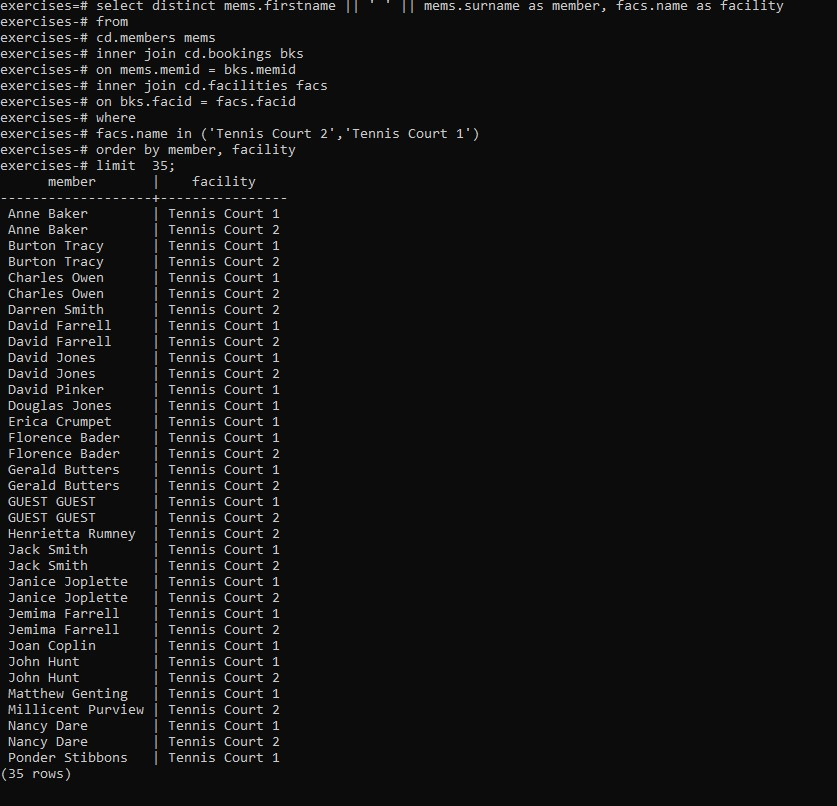 exercises=# select distinct mems.firstname || ' ' || mems.surname as member, facs.name as facility
exercises-# from
exercises-# cd.members mems
exercises-# inner join cd.bookings bks
exercises-# on mems.memid = bks.memid
exercises-# inner join cd.facilities facs
exercises-# on bks.facid = facs.facid
exercises-# where
exercises-# facs.name in ('Tennis Court 2','Tennis Court 1')
exercises-# order by member, facility
exercises-# limit  35;
      member       |    facility
-------------------+----------------
 Anne Baker        | Tennis Court 1
 Anne Baker        | Tennis Court 2
 Burton Tracy      | Tennis Court 1
 Burton Tracy      | Tennis Court 2
 Charles Owen      | Tennis Court 1
 Charles Owen      | Tennis Court 2
 Darren Smith      | Tennis Court 2
 David Farrell     | Tennis Court 1
 David Farrell     | Tennis Court 2
 David Jones       | Tennis Court 1
 David Jones       | Tennis Court 2
 David Pinker      | Tennis Court 1
 Douglas Jones     | Tennis Court 1
 Erica Crumpet     | Tennis Court 1
 Florence Bader    | Tennis Court 1
 Florence Bader    | Tennis Court 2
 Gerald Butters    | Tennis Court 1
 Gerald Butters    | Tennis Court 2
 GUEST GUEST       | Tennis Court 1
 GUEST GUEST       | Tennis Court 2
 Henrietta Rumney  | Tennis Court 2
 Jack Smith        | Tennis Court 1
 Jack Smith        | Tennis Court 2
 Janice Joplette   | Tennis Court 1
 Janice Joplette   | Tennis Court 2
 Jemima Farrell    | Tennis Court 1
 Jemima Farrell    | Tennis Court 2
 Joan Coplin       | Tennis Court 1
 John Hunt         | Tennis Court 1
 John Hunt         | Tennis Court 2
 Matthew Genting   | Tennis Court 1
 Millicent Purview | Tennis Court 2
 Nancy Dare        | Tennis Court 1
 Nancy Dare        | Tennis Court 2
 Ponder Stibbons   | Tennis Court 1
(35 rows)